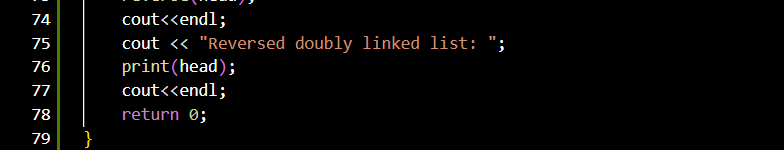 74 cout<<endl;
75 cout << "Reversed doubly linked list: ";
76 print(head);
77 cout<<endl;
78 return 0;
79 }